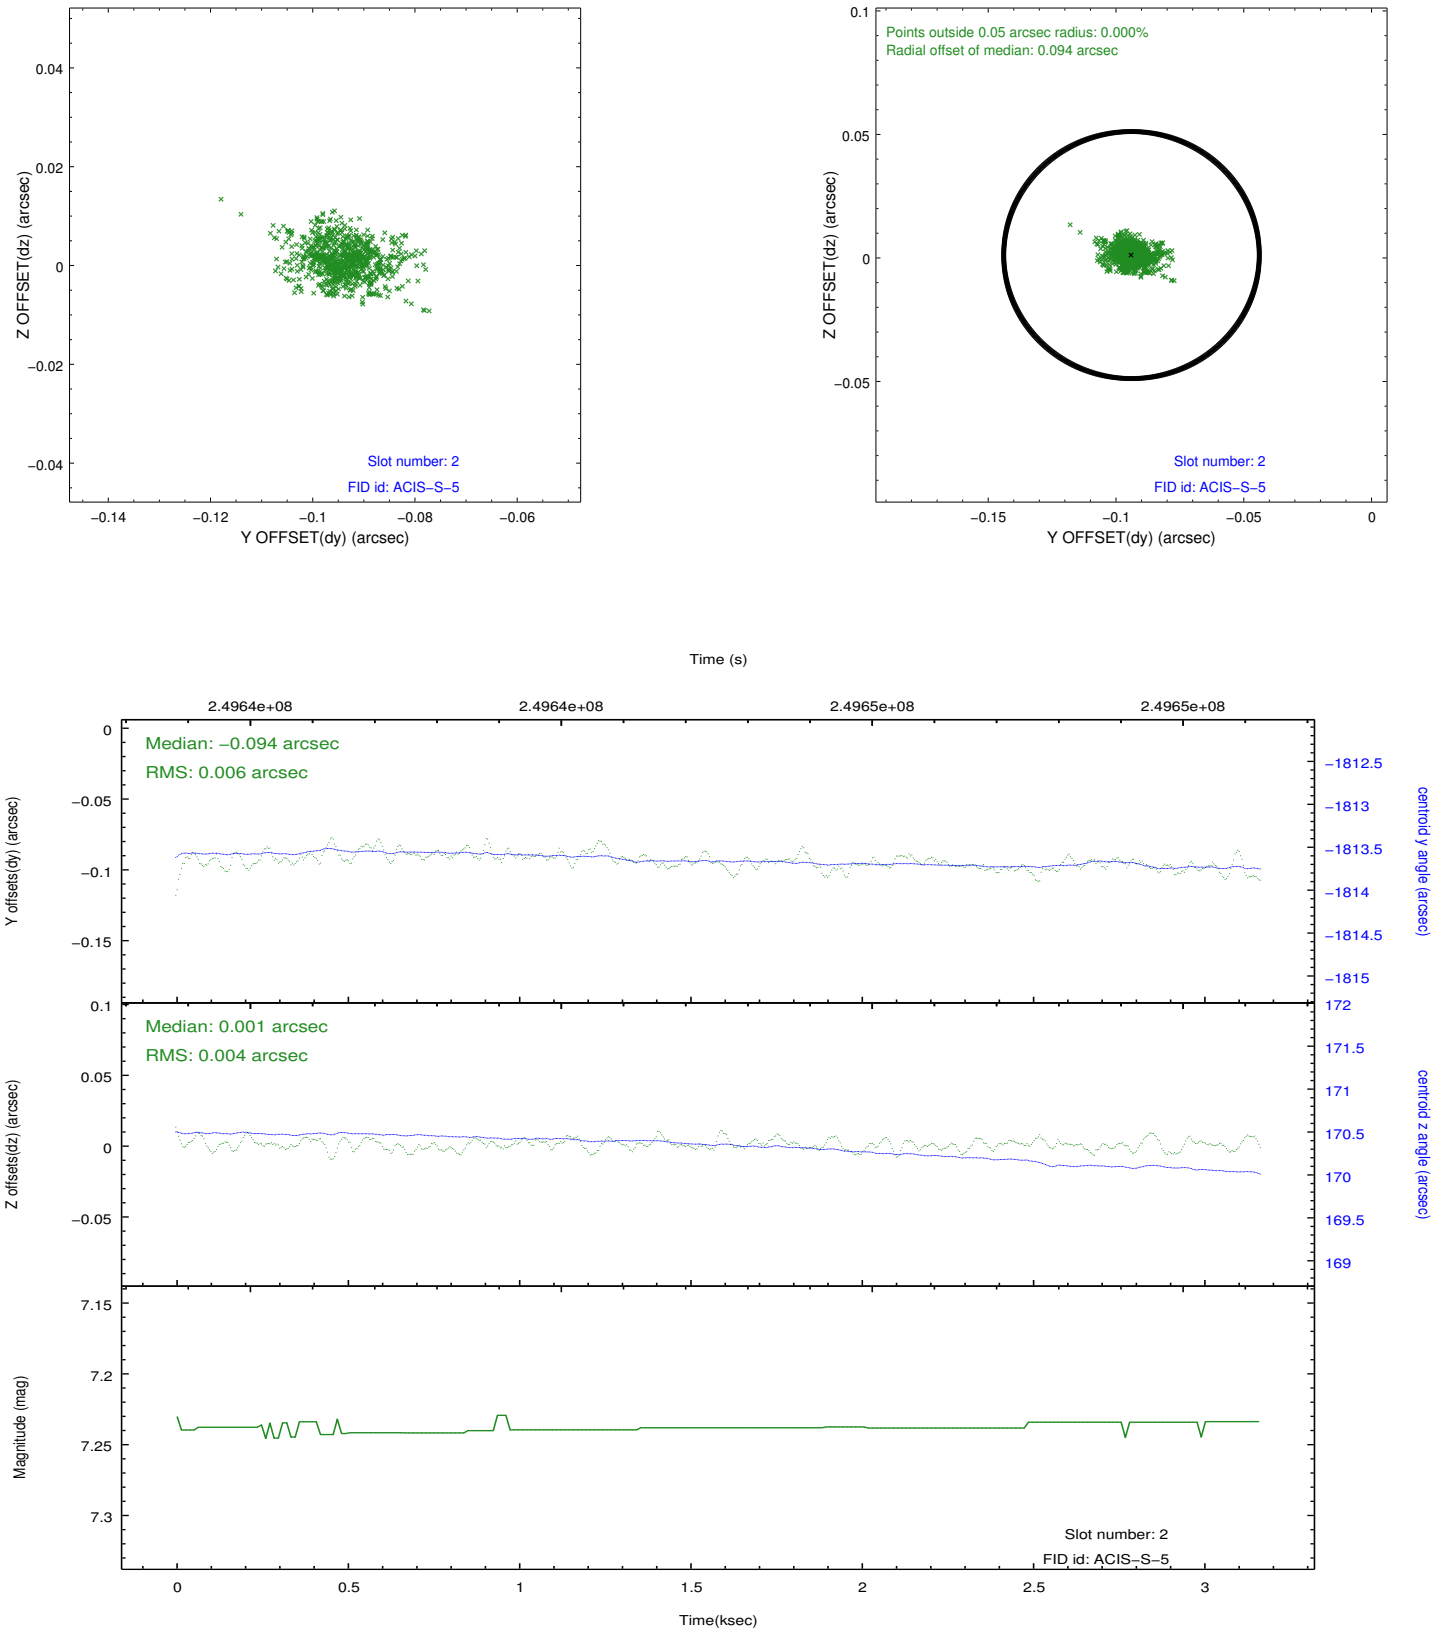 0.04
0.02
0
−0.02
−0.04
Z OFFSET(dz) (arcsec)
Slot number: 2
FID id: ACIS−S−5
−0.14
−0.12
−0.1
−0.08
−0.06
Y OFFSET(dy) (arcsec)
0.1
0.05
0
−0.05
Z OFFSET(dz) (arcsec)
Points outside 0.05 arcsec radius: 0.000%
Radial offset of median: 0.094 arcsec
Slot number: 2
FID id: ACIS−S−5
−0.15
−0.1
−0.05
0
Y OFFSET(dy) (arcsec)
Time (s)
2.4964e+08
2.4964e+08
2.4965e+08
2.4965e+08
0
−0.05
−0.1
−0.15
Y offsets(dy) (arcsec)
Median: −0.094 arcsec
RMS: 0.006 arcsec
−1812.5
−1813
−1813.5
−1814
−1814.5
−1815
centroid y angle (arcsec)
0.1
0.05
0
−0.05
Z offsets(dz) (arcsec)
Median: 0.001 arcsec
RMS: 0.004 arcsec
172
171.5
171
170.5
170
169.5
169
centroid z angle (arcsec)
7.15
7.2
7.25
7.3
Magnitude (mag)
Slot number: 2
FID id: ACIS−S−5
0
0.5
1
1.5
2
2.5
3
Time(ksec)